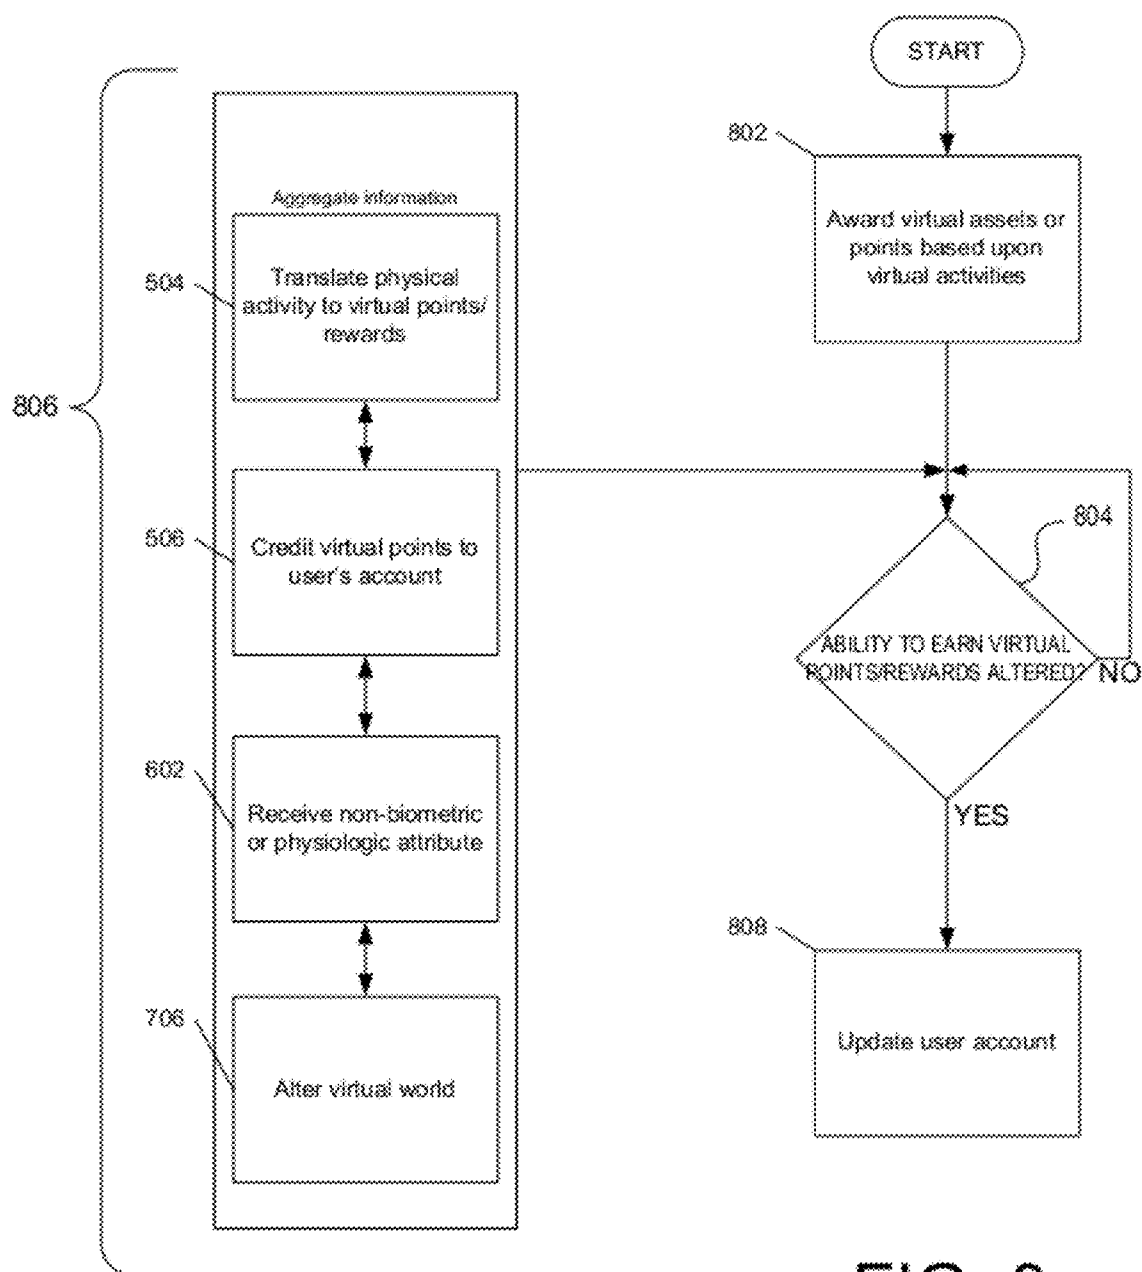 START
802
Award virtual assets or
points based upon
virtual activities
Aggregate information
504
Translate physical
activity to virtual points/
rewards
806
506
Credit virtual points to
user's account
804
ABILITY TO EARN VIRTUAL
POINTS/REWARDS ALTERED?
NO
YES
602
Receive non-biometric
or physiologic attribute
808
Update user account
706
Alter virtual world
FIG.